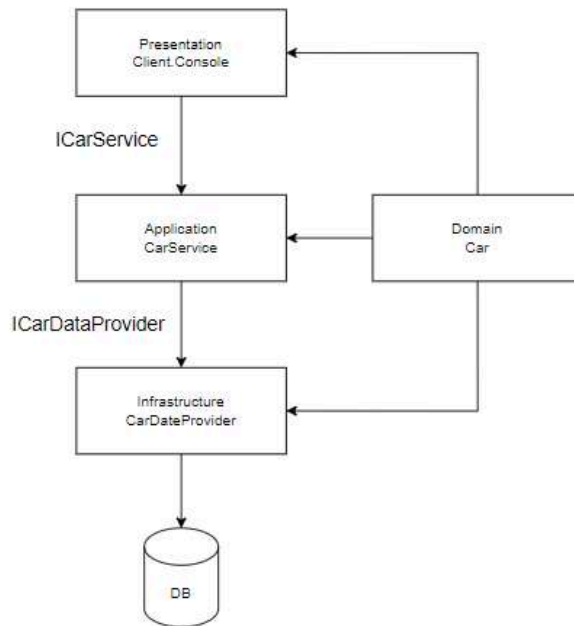 Presentation
Client.Console
ICarService
Application
CarService
Domain
Car
ICarDataProvider
Infrastructure
CarDateProvider
DB